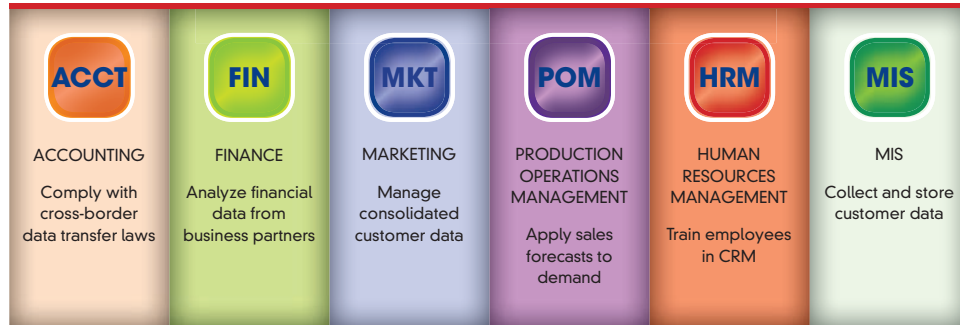 ACCT
ACCOUNTING
Comply with
cross-border
data transfer laws
FIN
FINANCE
Analyze financial
data from
business partners
MKT
MARKETING
Manage
consolidated
customer data
POM
PRODUCTION
OPERATIONS
MANAGEMENT
Apply sales
forecasts to
demand
HRM
HUMAN
RESOURCES
MANAGEMENT
Train employees
in CRM
MIS
MIS
Collect and store
customer data